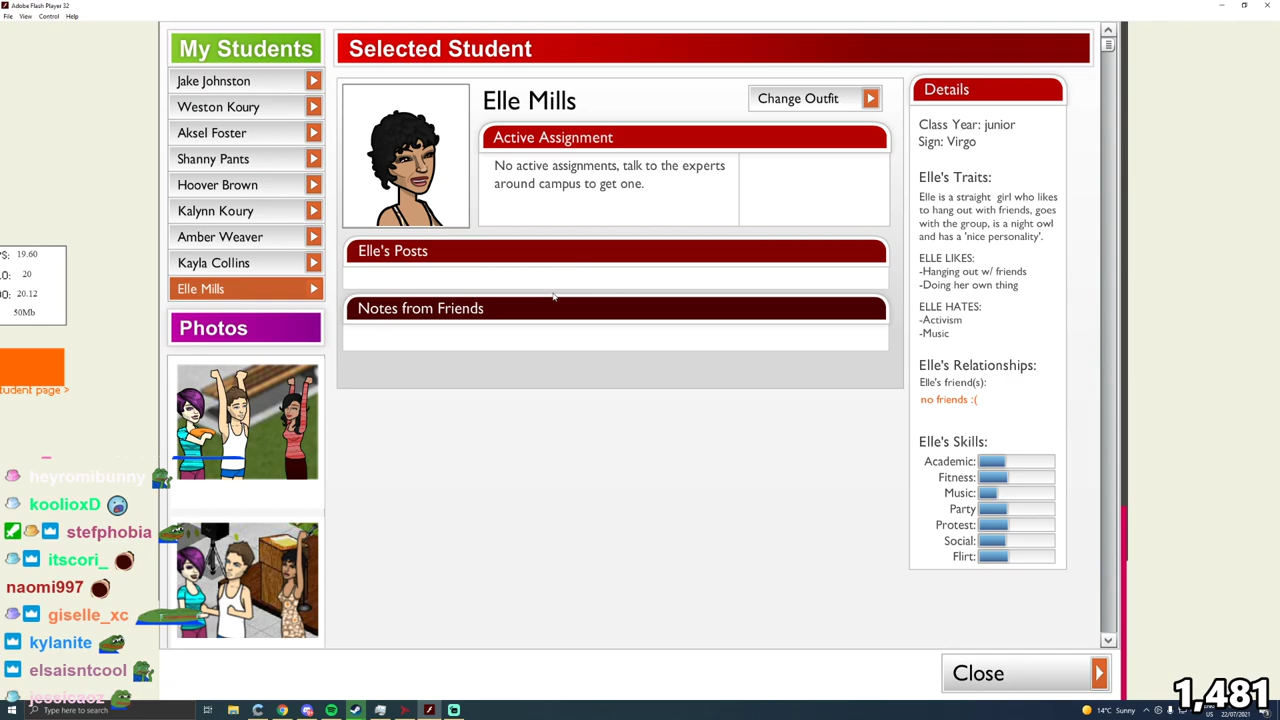 Adobe Flash Player 32
File View Control Help
My Students
Jake Johnston
Weston Koury
Aksel Foster
Shanny Pants
Hoover Brown
Kalynn Koury
Amber Weaver
Kayla Collins
Elle Mills
Photos
Selected Student
Elle Mills
Change Outfit
Active Assignment
No active assignments, talk to the experts
around campus to get one.
Elle's Posts
Notes from Friends
Details
Class Year: junior
Sign: Virgo
Elle's Traits:
Elle is a straight girl who likes
to hang out with friends, goes
with the group, is a night owl
and has a 'nice personality'.
ELLE LIKES:
-Hanging out w/ friends
-Doing her own thing
ELLE HATES:
-Activism
-Music
Elle's Relationships:
Elle's friend(s):
no friends :(
Elle's Skills:
Academic:
Fitness:
Music:
Party
Protest:
Social:
Flirt:
Close
19.60
20
20.12
50Mb
tudent page >
heyromibunny
koolioxD
stefphobia
itscori_
naomi997
giselle_xc
kylanite
elsaisntcool
jessicaoz
1,481
Type here to search
14°C Sunny
22/07/2021